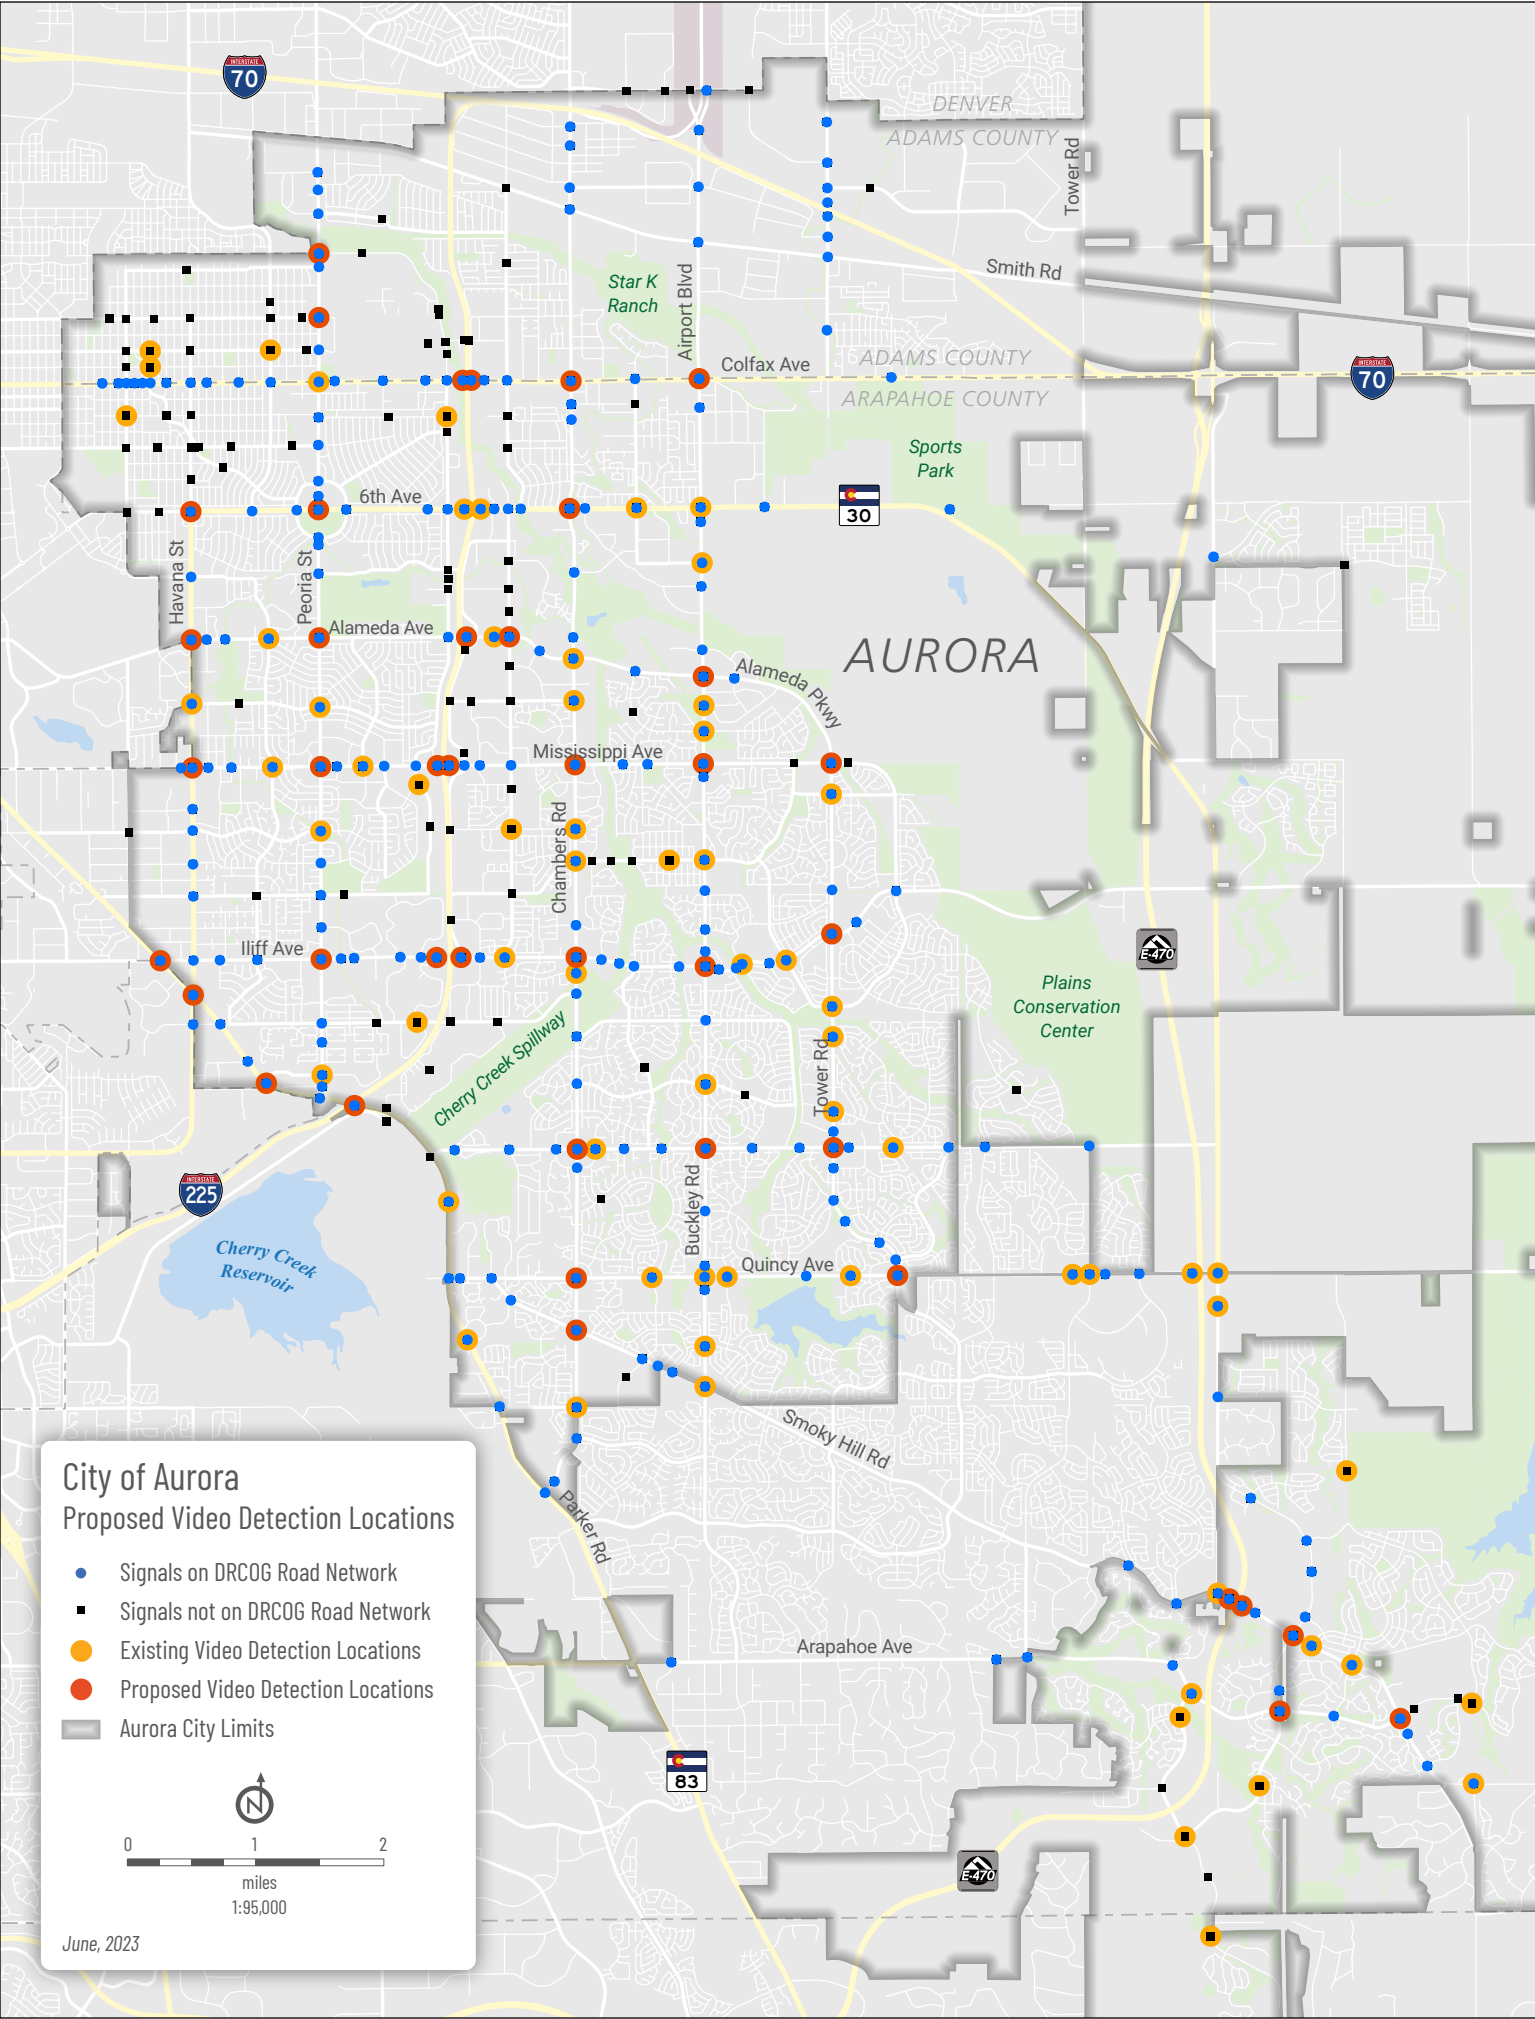 INTERSTATE
70
DENVER
ADAMS COUNTY
Tower Rd
Smith Rd
Star K
Ranch
Airport Blvd
Colfax Ave
ADAMS COUNTY
ARAPAHOE COUNTY
INTERSTATE
70
Sports
Park
6th Ave
30
Havana St
Peoria St
Alameda Ave
AURORA
Alameda Pkwy
Mississippi Ave
Chambers Rd
Iliff Ave
E-470
Plains
Conservation
Center
Cherry Creek Spillway
Tower Rd
INTERSTATE
225
Buckley Rd
Cherry Creek
Reservoir
Quincy Ave
Smoky Hill Rd
Parker Rd
Arapahoe Ave
83
E-470
City of Aurora
Proposed Video Detection Locations
Signals on DRCOG Road Network
Signals not on DRCOG Road Network
Existing Video Detection Locations
Proposed Video Detection Locations
Aurora City Limits
N
0 1 2
miles
1:95,000
June, 2023